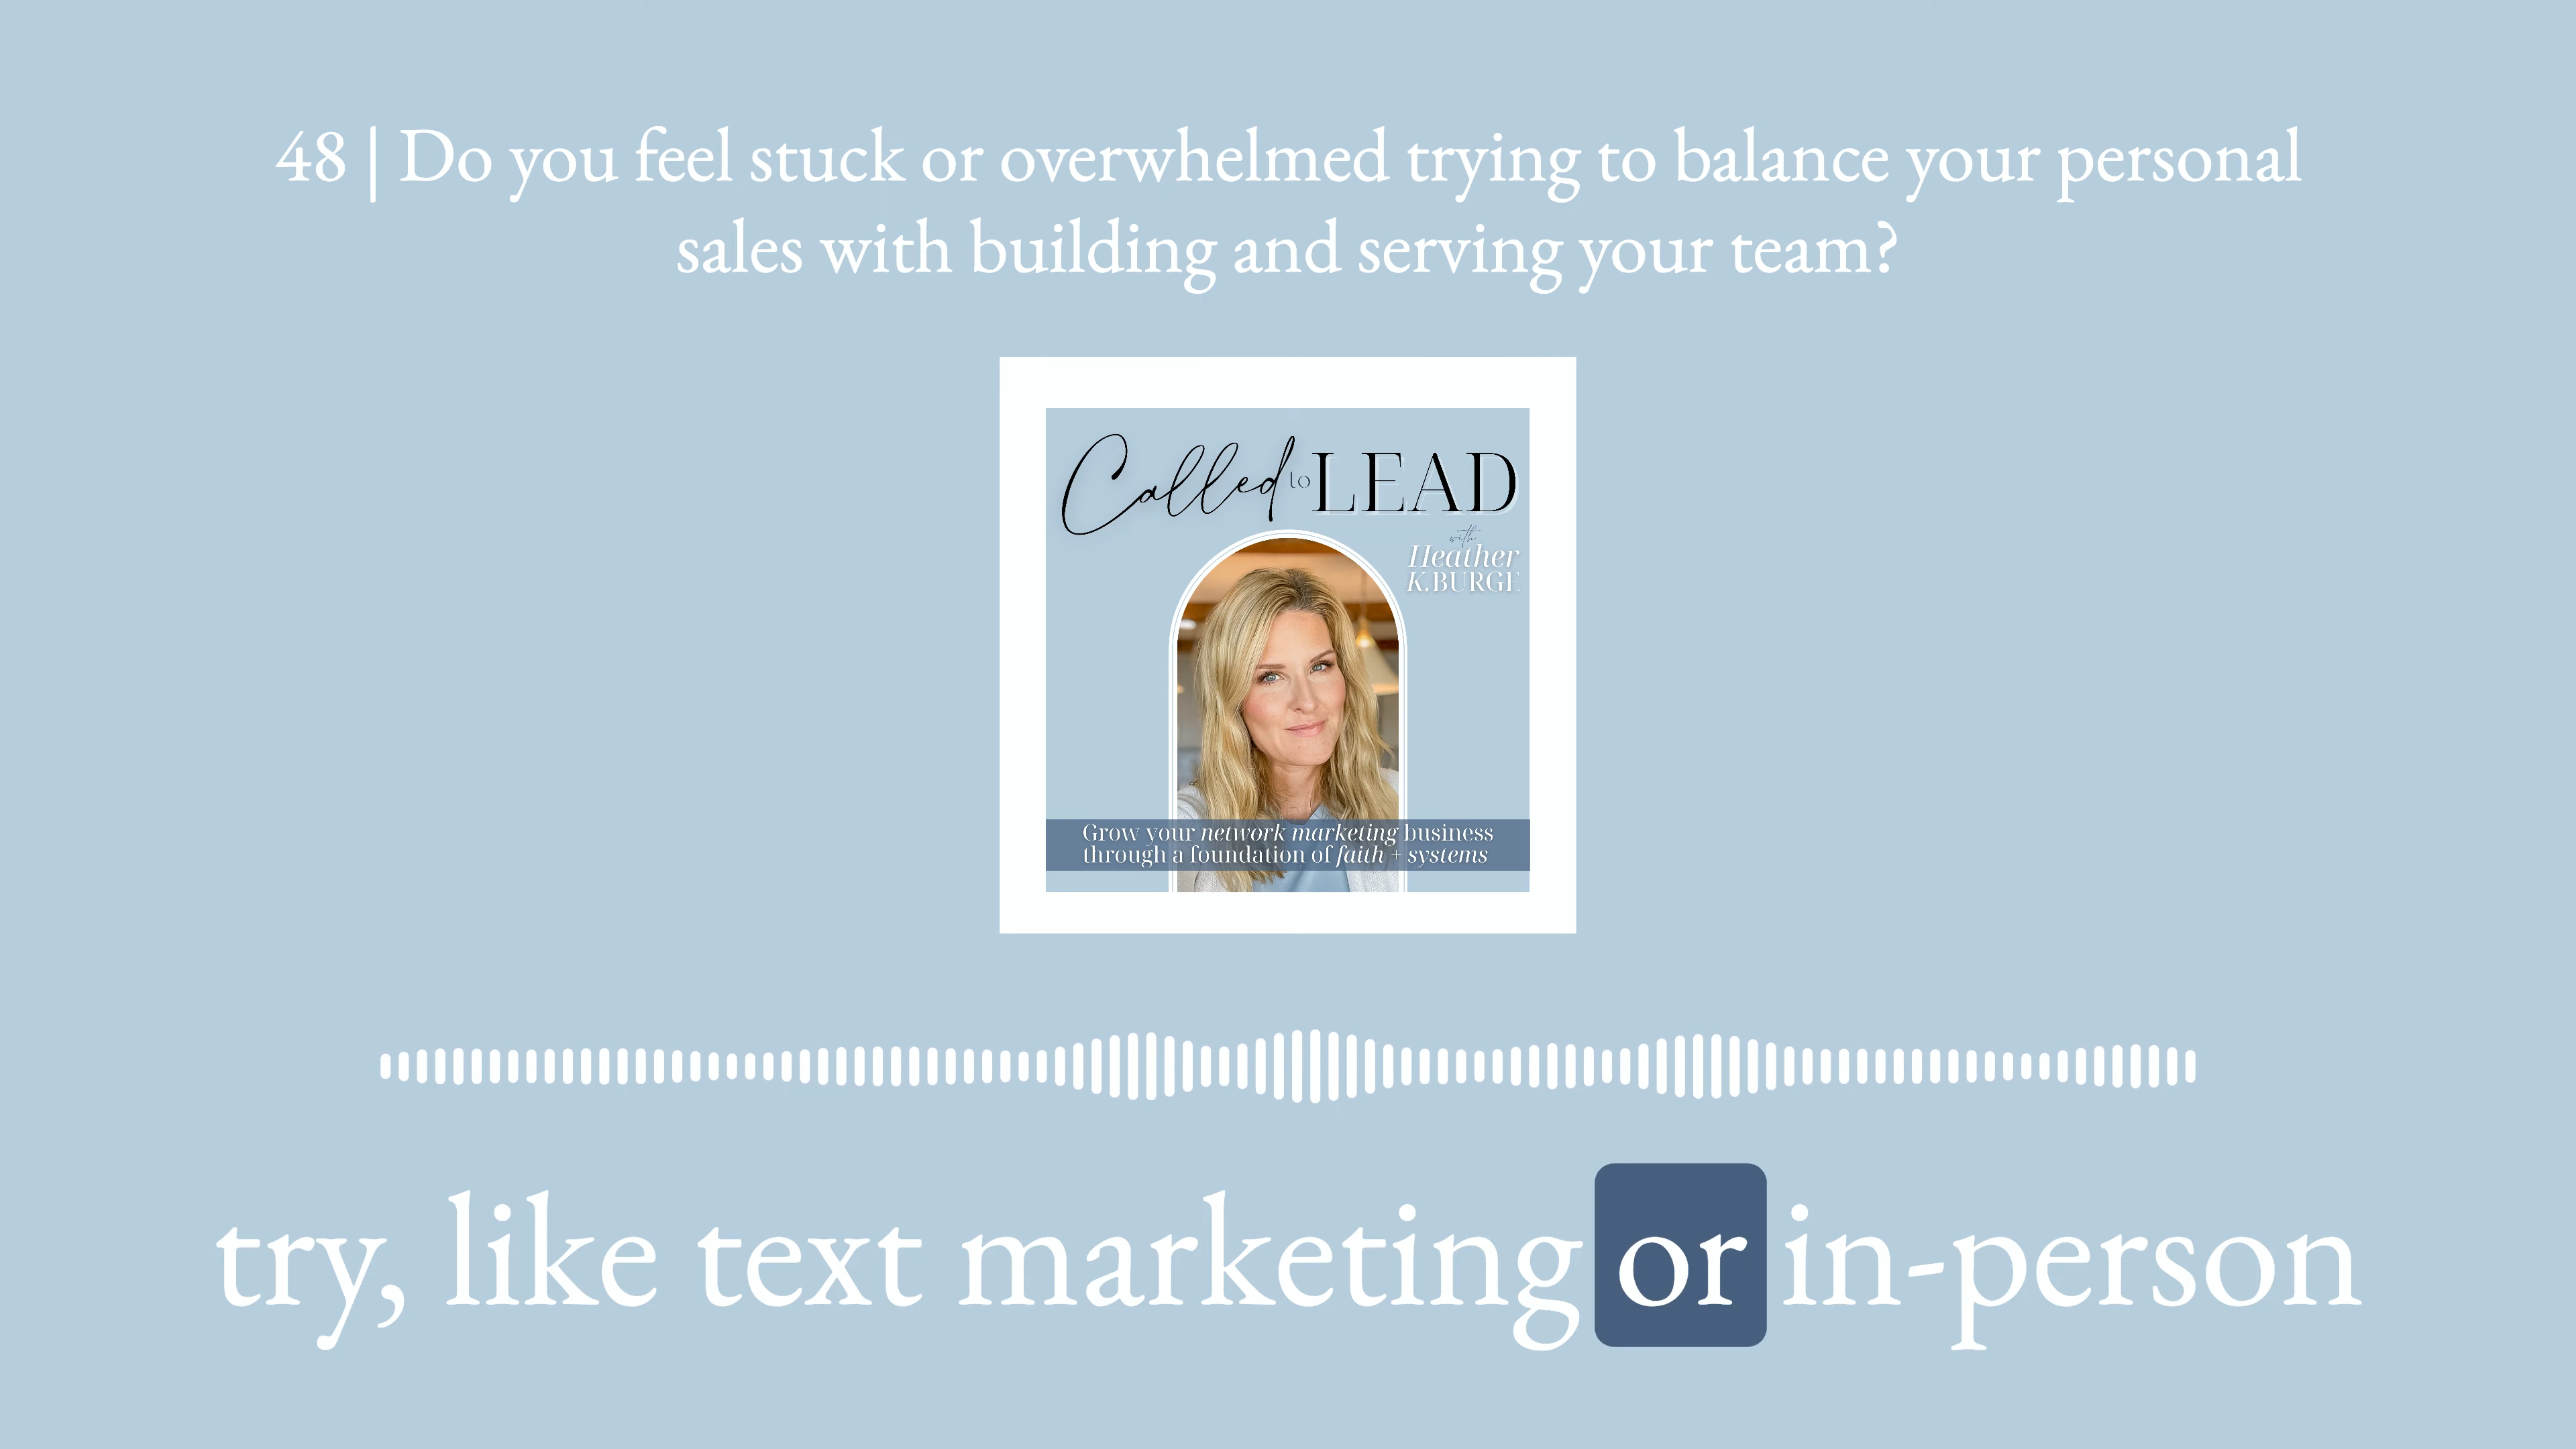 48 | Do you feel stuck or overwhelmed trying to balance your personal
sales with building and serving your team?
Called to LEAD
with
Heather
K.BURGE
Grow your network marketing business
through a foundation of faith + systems
try, like text marketing or in-person